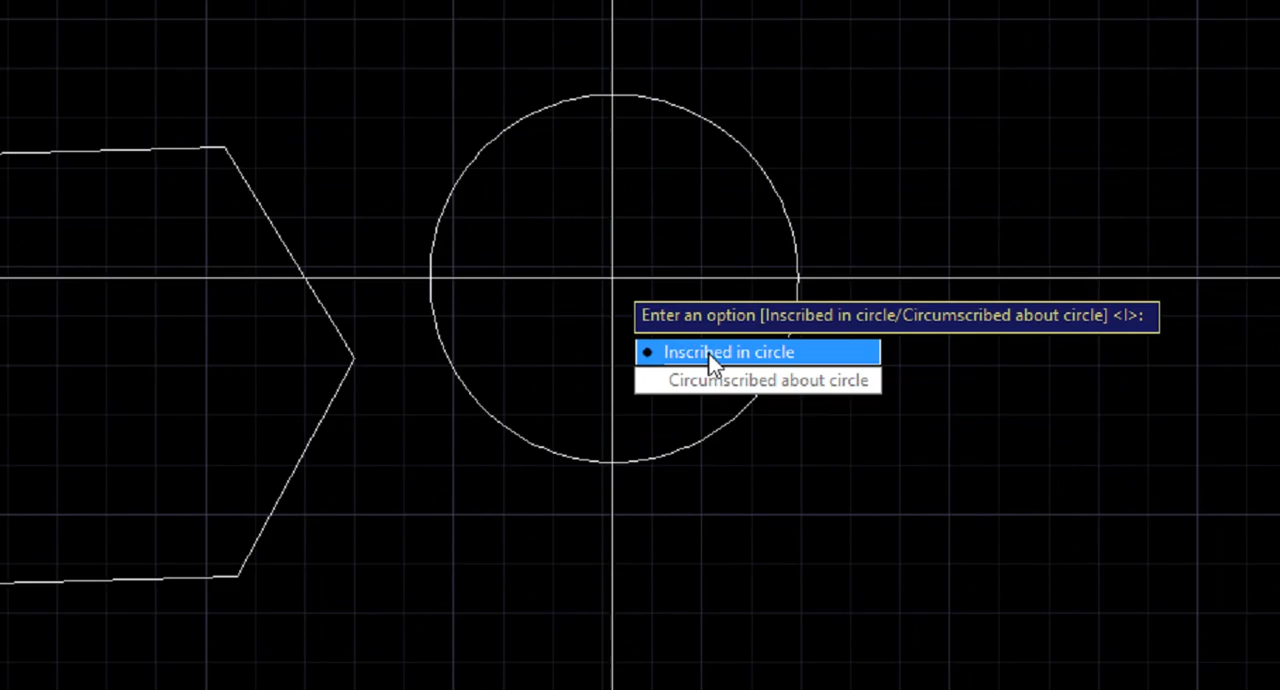 Enter an option [Inscribed in circle/Circumscribed about circle] <I>:
Inscribed in circle
Circumscribed about circle